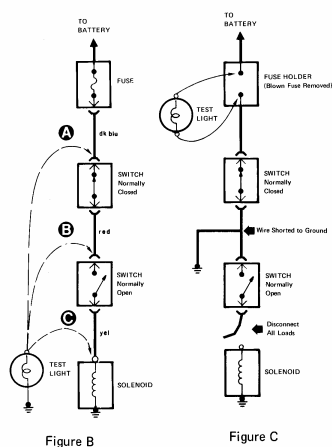 TO
BATTERY
FUSE
A
dk blu
SWITCH
Normally
Closed
B
red
SWITCH
Normally
Open
C
yel
TEST
LIGHT
SOLENOID
Figure B
TO
BATTERY
FUSE HOLDER
(Blown Fuse Removed)
TEST
LIGHT
SWITCH
Normally
Closed
Wire Shorted to Ground
SWITCH
Normally
Open
Disconnect
All Loads
SOLENOID
Figure C